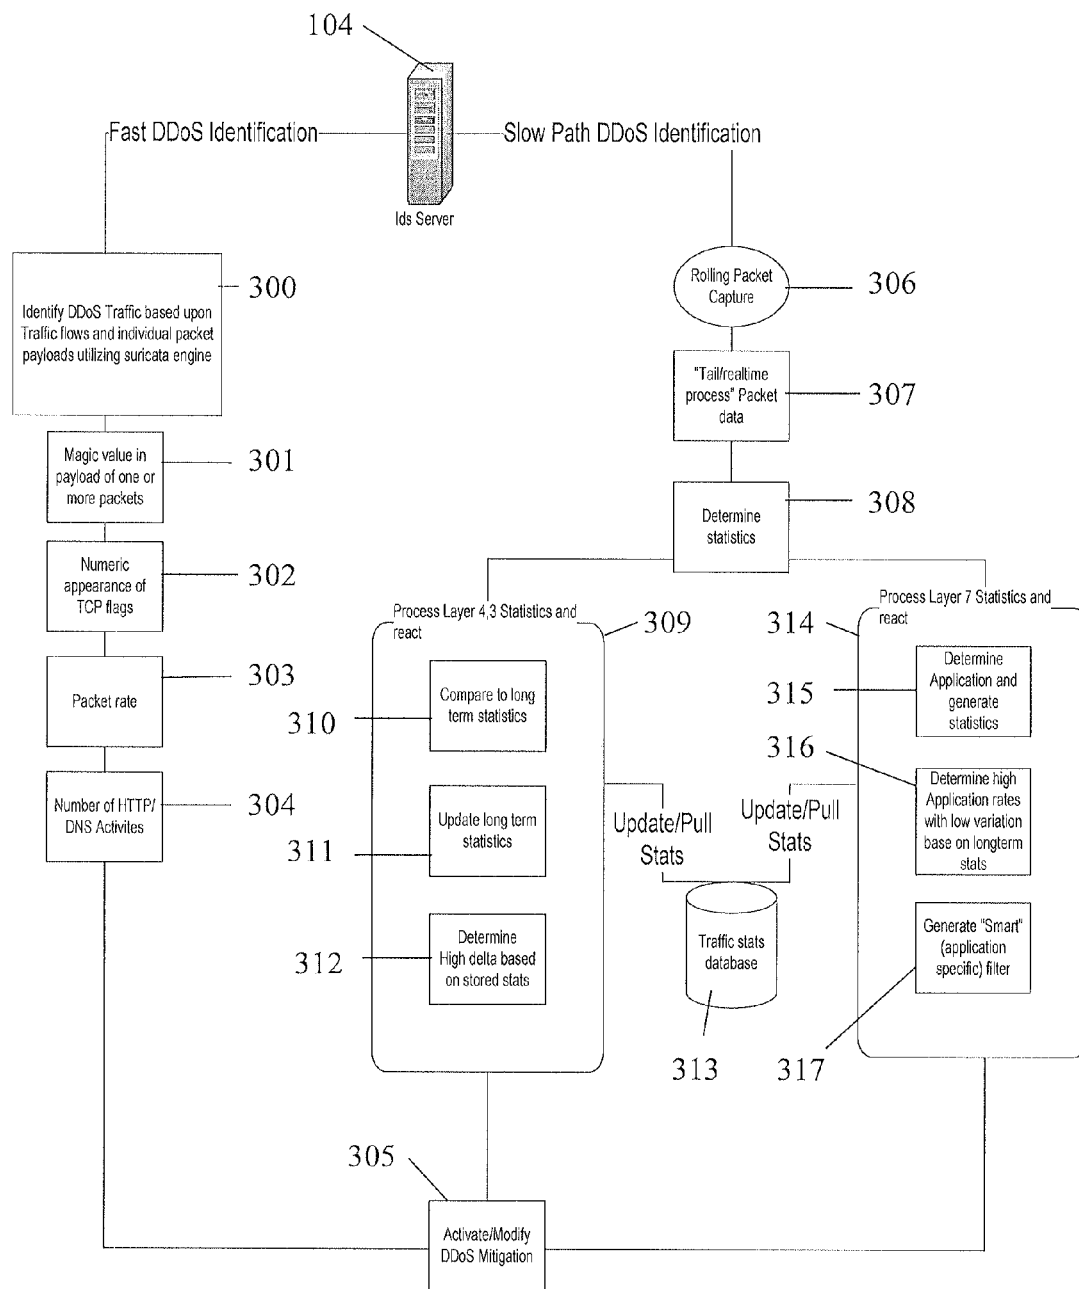 104
Fast DDoS Identification
Slow Path DDoS Identification
Ids Server
300
Identify DDoS Traffic based upon
Traffic flows and individual packet
payloads utilizing suricata engine
Rolling Packet
Capture
306
"Tail/realtime
process" Packet
data
307
Magic value in
payload of one or
more packets
301
Determine
statistics
308
Numeric
appearance of
TCP flags
302
Packet rate
303
Number of HTTP/
DNS Activites
304
Process Layer 4,3 Statistics and
react
309
Compare to long
term statistics
310
Update long term
statistics
311
Determine
High delta based
on stored stats
312
Update/Pull
Stats
Update/Pull
Stats
Traffic stats
database
313
Process Layer 7 Statistics and
react
314
Determine
Application and
generate
statistics
315
316
Determine high
Application rates
with low variation
base on longterm
stats
Generate "Smart"
(application
specific) filter
317
305
Activate/Modify
DDoS Mitigation